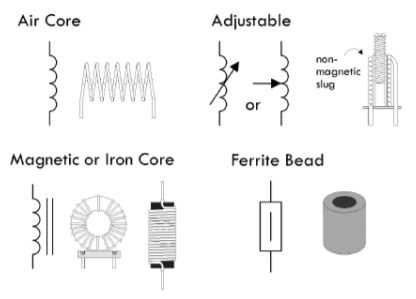 Air Core
Adjustable
or
non-
magnetic
slug
Magnetic or Iron Core
Ferrite Bead